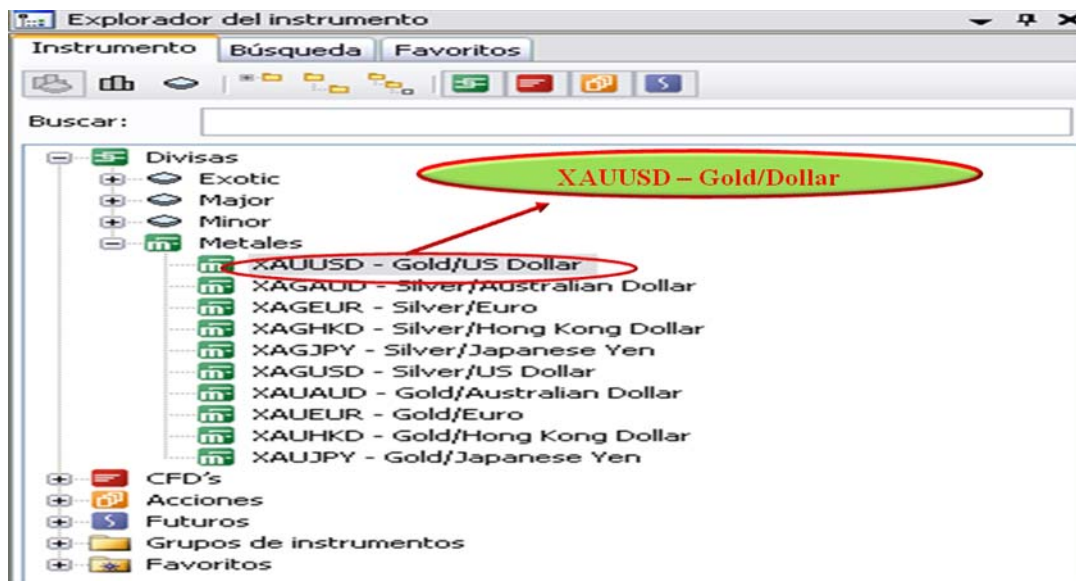 Explorador del instrumento
Instrumento Búsqueda Favoritos
Buscar:
Divisas
Exotic
XAUUSD – Gold/Dollar
Major
Minor
Metales
XAUUSD - Gold/US Dollar
XAGAUD - Silver/Australian Dollar
XAGEUR - Silver/Euro
XAGHKD - Silver/Hong Kong Dollar
XAGJPY - Silver/Japanese Yen
XAGUSD - Silver/US Dollar
XAUAUD - Gold/Australian Dollar
XAUEUR - Gold/Euro
XAUHKD - Gold/Hong Kong Dollar
XAUJPY - Gold/Japanese Yen
CFD's
Acciones
Futuros
Grupos de instrumentos
Favoritos